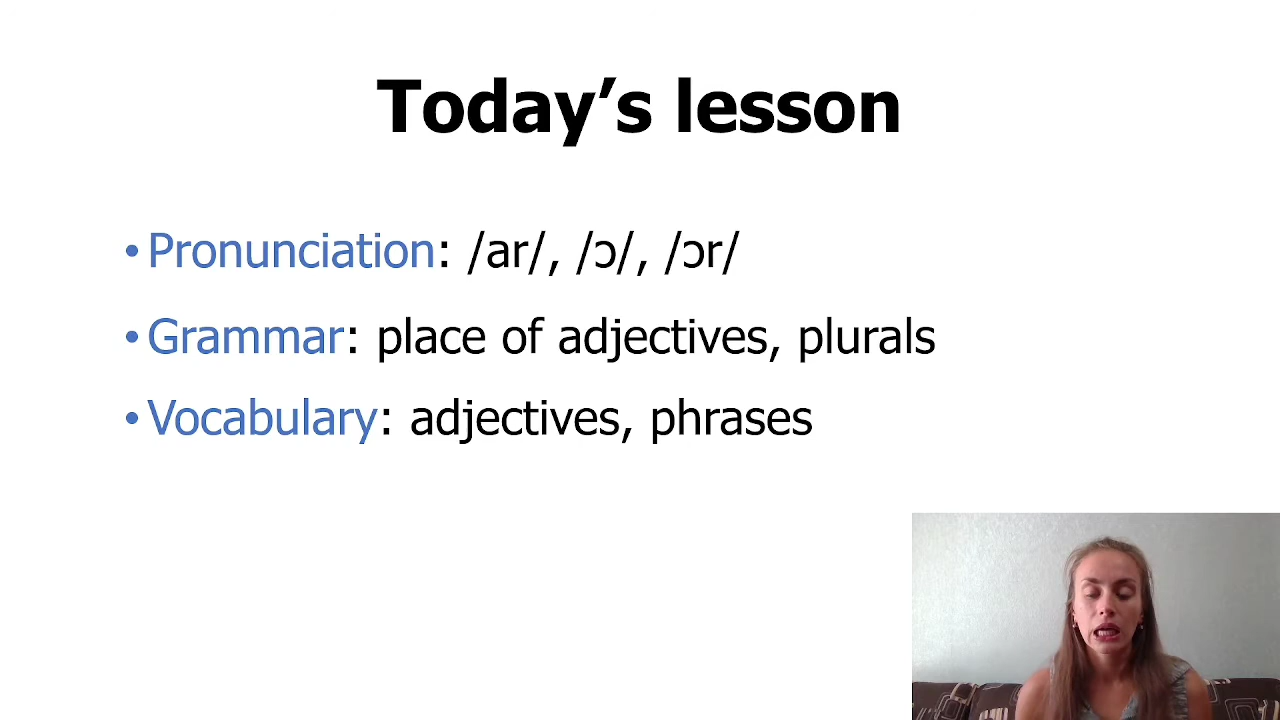 Today’s lesson
•Pronunciation: /ar/, /ɔ/, /ɔr/
•Grammar: place of adjectives, plurals
•Vocabulary: adjectives, phrases